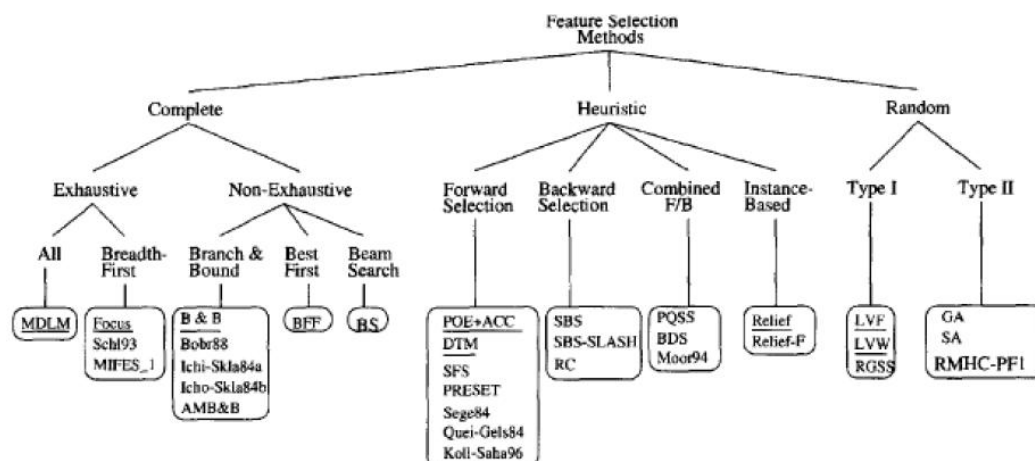 Feature Selection
Methods
Complete
Heuristic
Random
Exhaustive
Non-Exhaustive
Forward
Selection
Backward
Selection
Combined
F/B
Instance-
Based
Type I
Type II
All
Breadth-
First
Branch &
Bound
Best
First
Beam
Search
MDLM
Focus
Schl93
MIFES_1
B & B
Bobr88
Ichi-Skla84a
Icho-Skla84b
AMB&B
BFF
BS
POE+ACC
DTM
SFS
PRESET
Sege84
Quei-Gels84
Koll-Saha96
SBS
SBS-SLASH
RC
PQSS
BDS
Moor94
Relief
Relief-F
LVF
LVW
RGSS
GA
SA
RMHC-PF1